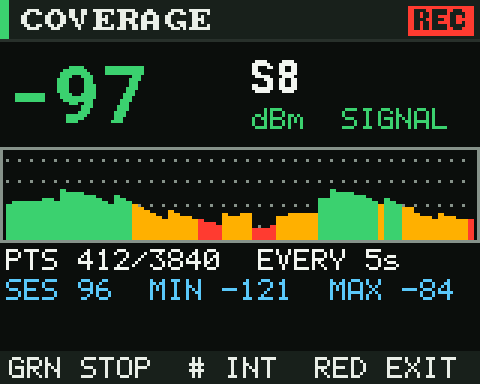 COVERAGE REC
-97 S8
dBm SIGNAL
PTS 412/3840 EVERY 5s
SES 96 MIN -121 MAX -84
GRN STOP # INT RED EXIT